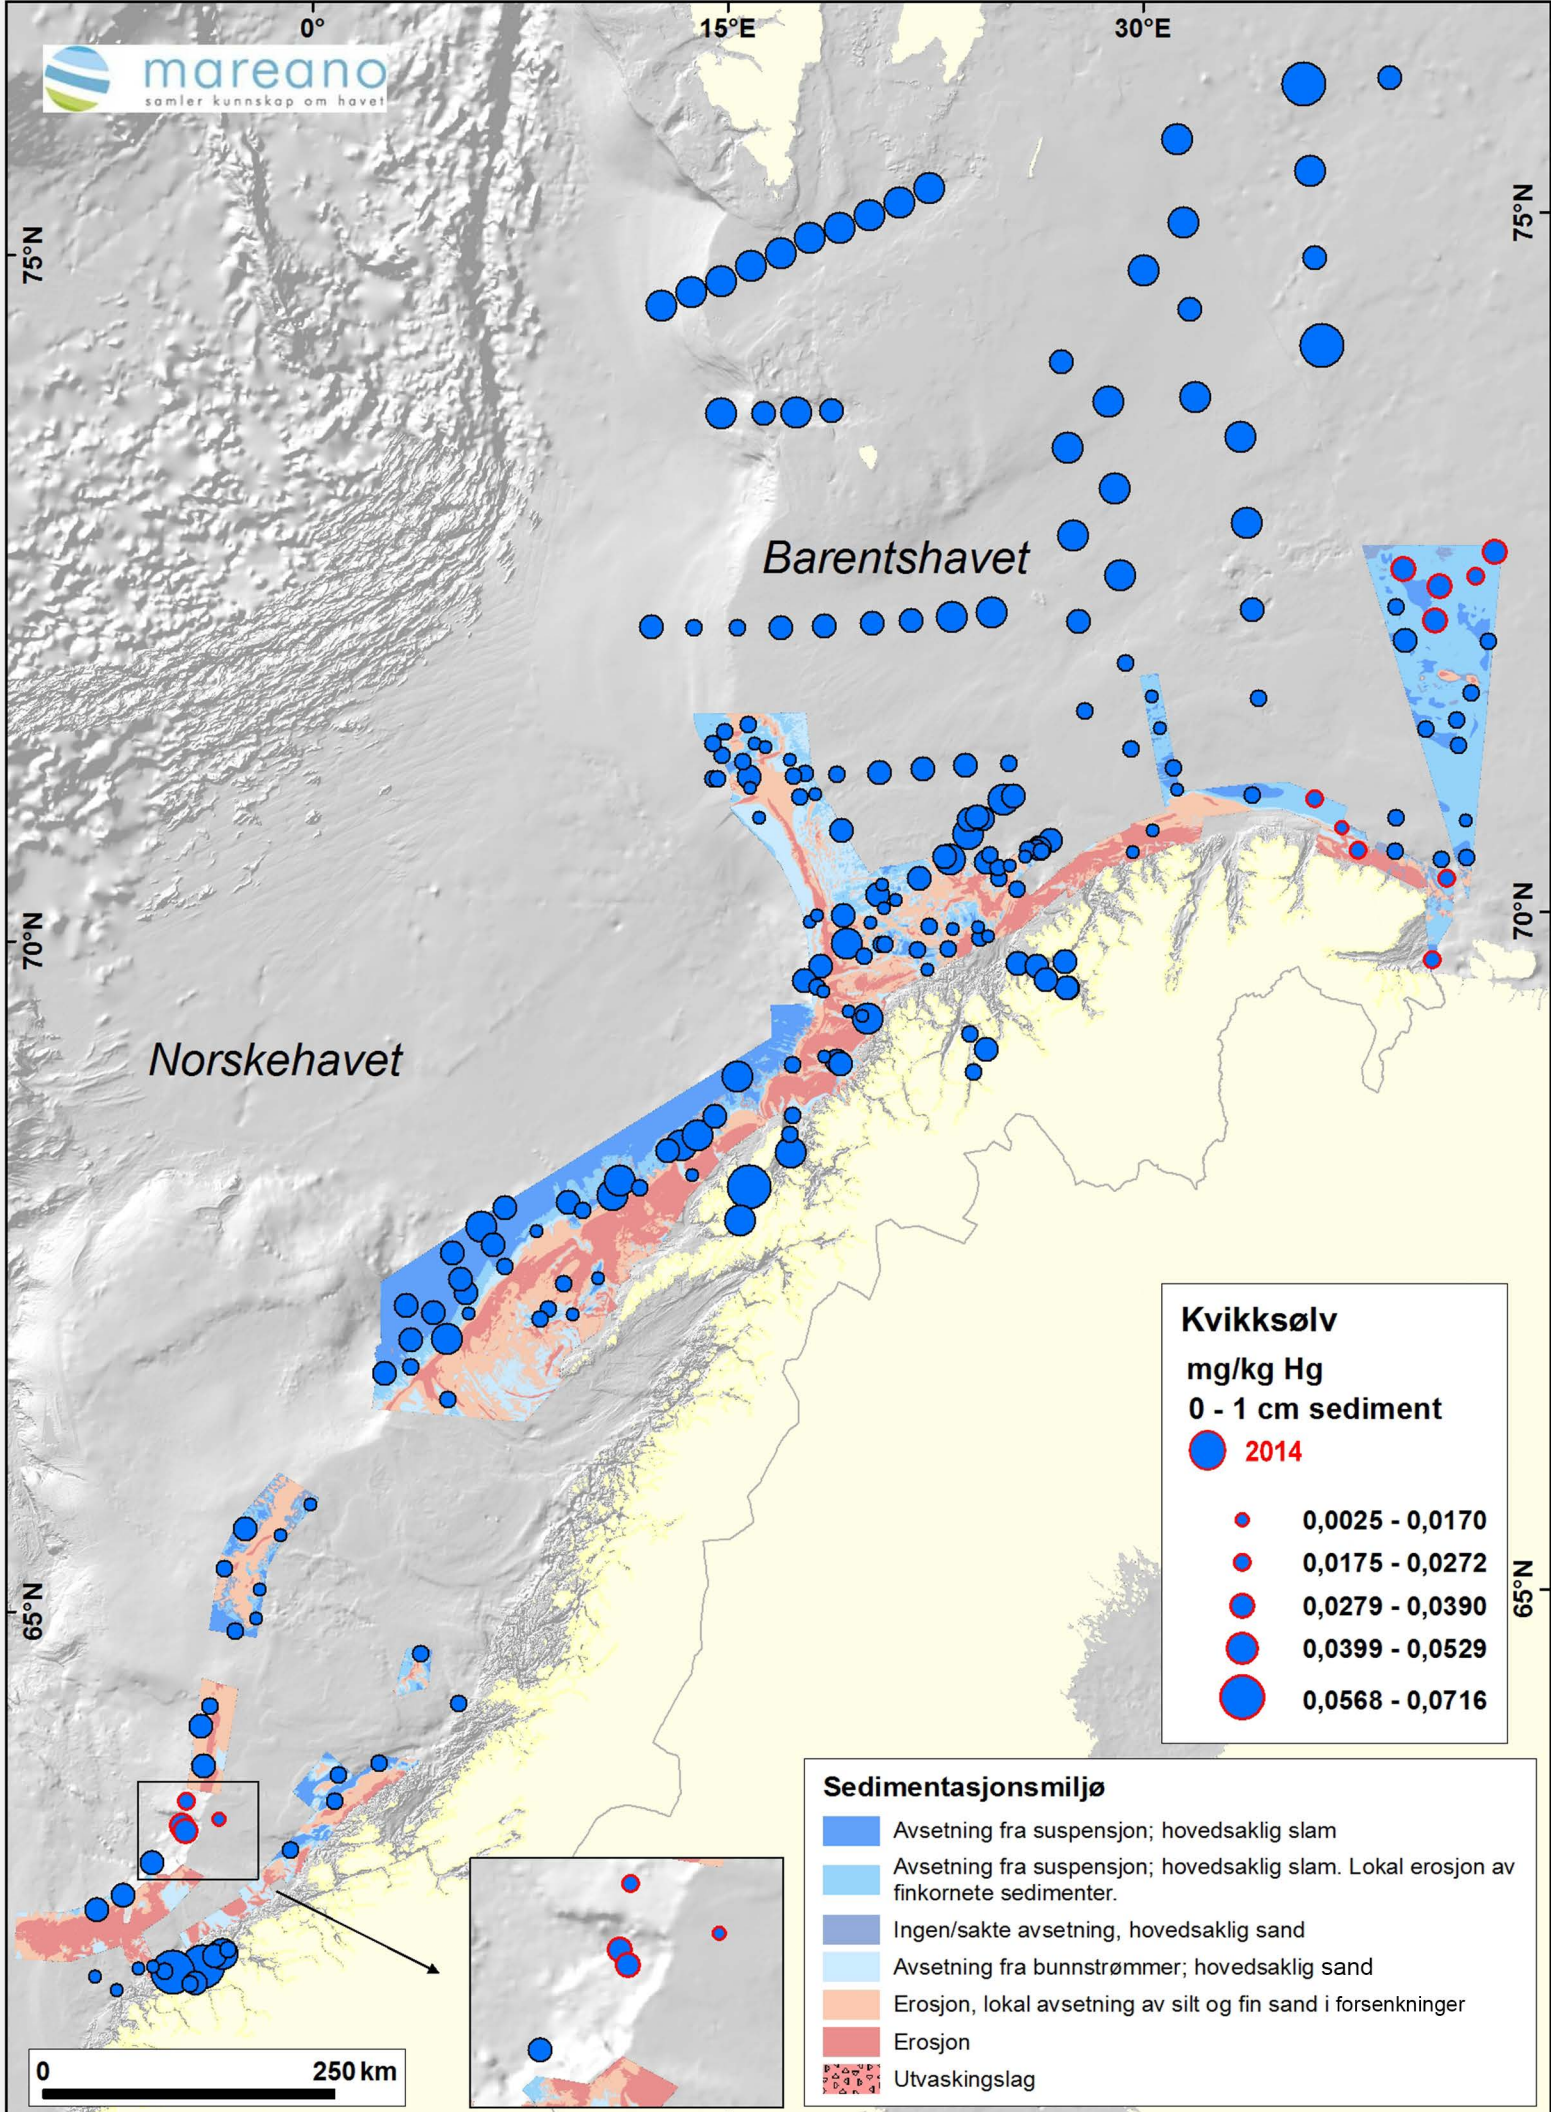 0°
15°E
30°E
mareano
samler kunnskap om havet
75°N
75°N
Barentshavet
70°N
70°N
Norskehavet
Kvikksølv
mg/kg Hg
0 - 1 cm sediment
2014
0,0025 - 0,0170
0,0175 - 0,0272
0,0279 - 0,0390
0,0399 - 0,0529
0,0568 - 0,0716
65°N
65°N
Sedimentasjonsmiljø
Avsetning fra suspensjon; hovedsaklig slam
Avsetning fra suspensjon; hovedsaklig slam. Lokal erosjon av
finkornete sedimenter.
Ingen/sakte avsetning, hovedsaklig sand
Avsetning fra bunnstrømmer; hovedsaklig sand
Erosjon, lokal avsetning av silt og fin sand i forsenkninger
Erosjon
Utvaskingslag
0 250 km